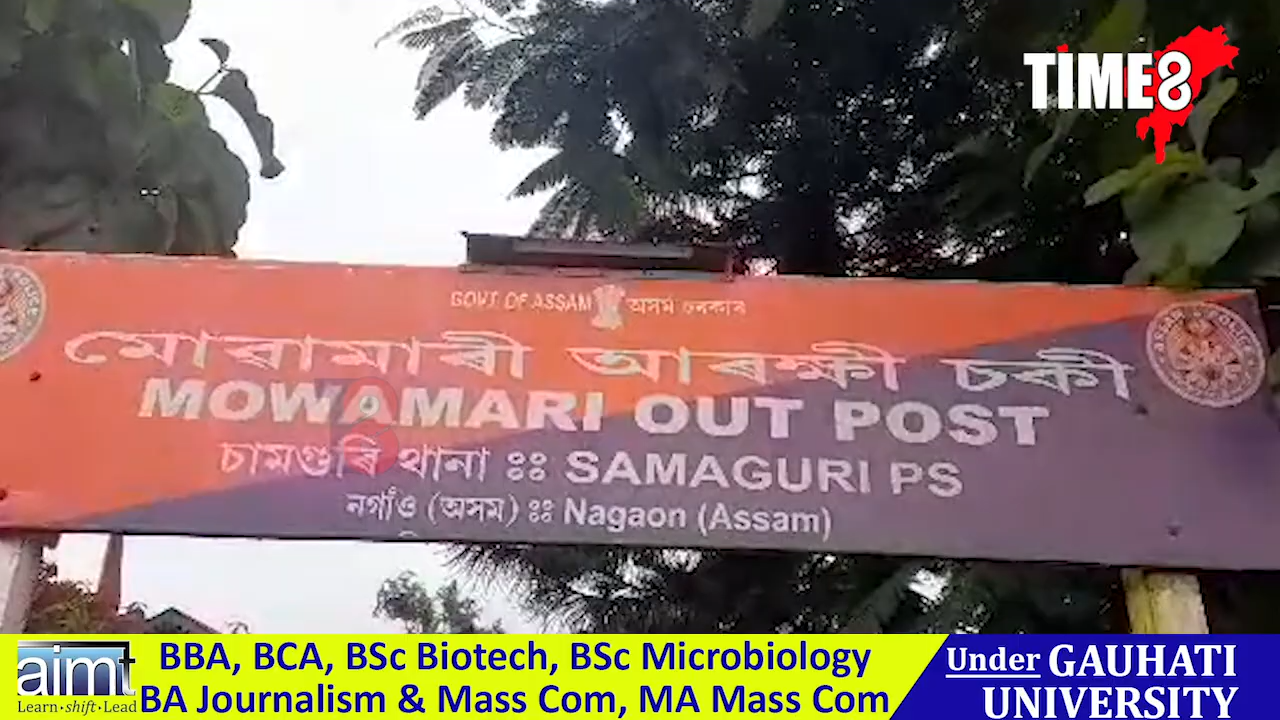 TIME8
GOVT. OF ASSAM অসম চৰকাৰ
মোৱামাৰী আৰক্ষী চকী
MOWAMARI OUT POST
চামগুৰি থানা ঃঃ SAMAGURI PS
নগাঁও (অসম) ঃঃ Nagaon (Assam)
aimt
Learn·shift·Lead
BBA, BCA, BSc Biotech, BSc Microbiology
BA Journalism & Mass Com, MA Mass Com
Under GAUHATI
UNIVERSITY